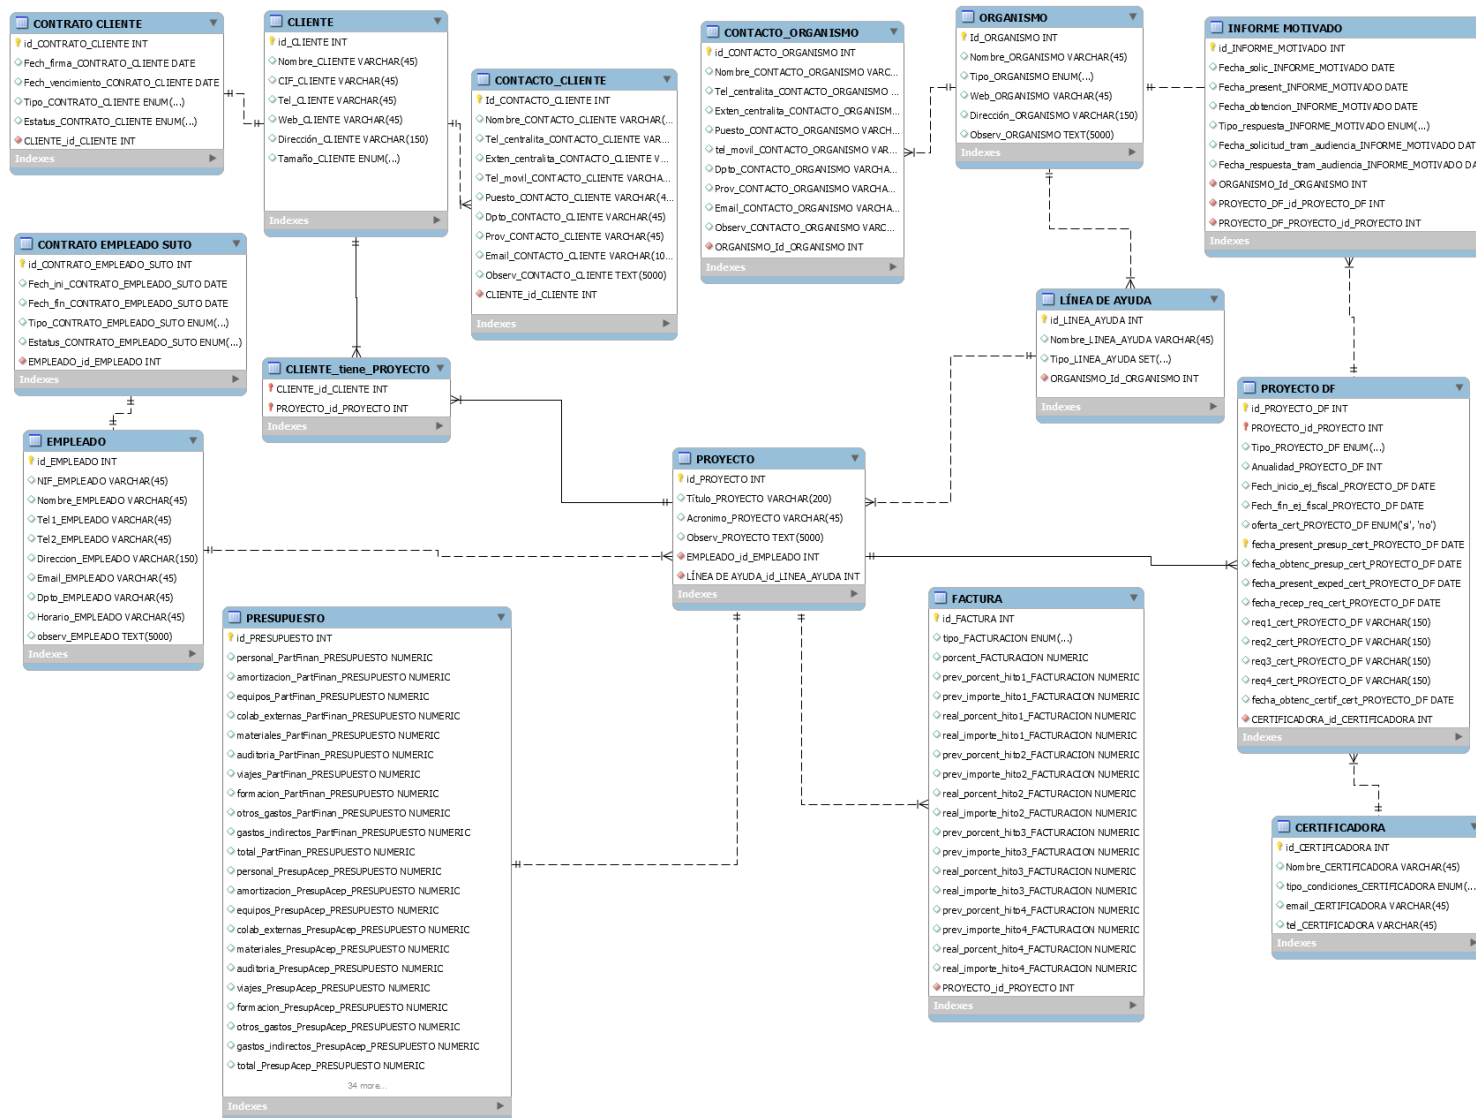 CONTRATO CLIENTE
id_CONTRATO_CLIENTE INT
Fech_firma_CONTRATO_CLIENTE DATE
Fech_vencimiento_CONRATO_CLIENTE DATE
Tipo_CONTRATO_CLIENTE ENUM(...)
Estatus_CONTRATO_CLIENTE ENUM(...)
CLIENTE_id_CLIENTE INT
Indexes
CLIENTE
id_CLIENTE INT
Nombre_CLIENTE VARCHAR(45)
CIF_CLIENTE VARCHAR(45)
Tel_CLIENTE VARCHAR(45)
Web_CLIENTE VARCHAR(45)
Dirección_CLIENTE VARCHAR(150)
Tamaño_CLIENTE ENUM(...)
Indexes
CONTACTO_CLIENTE
Id_CONTACTO_CLIENTE INT
Nombre_CONTACTO_CLIENTE VARCHAR(...
Tel_centralita_CONTACTO_CLIENTE VAR...
Exten_centralita_CONTACTO_CLIENTE V...
Tel_movil_CONTACTO_CLIENTE VARCHA...
Puesto_CONTACTO_CLIENTE VARCHAR(4...
Dpto_CONTACTO_CLIENTE VARCHAR(45)
Prov_CONTACTO_CLIENTE VARCHAR(45)
Email_CONTACTO_CLIENTE VARCHAR(10...
Observ_CONTACTO_CLIENTE TEXT(5000)
CLIENTE_id_CLIENTE INT
Indexes
CONTACTO_ORGANISMO
id_CONTACTO_ORGANISMO INT
Nombre_CONTACTO_ORGANISMO VARC...
Tel_centralita_CONTACTO_ORGANISMO ...
Exten_centralita_CONTACTO_ORGANISM...
Puesto_CONTACTO_ORGANISMO VARCH...
tel_movil_CONTACTO_ORGANISMO VAR...
Dpto_CONTACTO_ORGANISMO VARCHA...
Prov_CONTACTO_ORGANISMO VARCHA...
Email_CONTACTO_ORGANISMO VARCHA...
Observ_CONTACTO_ORGANISMO VARC...
ORGANISMO_Id_ORGANISMO INT
Indexes
ORGANISMO
Id_ORGANISMO INT
Nombre_ORGANISMO VARCHAR(45)
Tipo_ORGANISMO ENUM(...)
Web_ORGANISMO VARCHAR(45)
Dirección_ORGANISMO VARCHAR(150)
Observ_ORGANISMO TEXT(5000)
Indexes
INFORME MOTIVADO
id_INFORME_MOTIVADO INT
Fecha_solic_INFORME_MOTIVADO DATE
Fecha_present_INFORME_MOTIVADO DATE
Fecha_obtencion_INFORME_MOTIVADO DATE
Tipo_respuesta_INFORME_MOTIVADO ENUM(...)
Fecha_solicitud_tram_audiencia_INFORME_MOTIVADO DAT
Fecha_respuesta_tram_audiencia_INFORME_MOTIVADO DA
ORGANISMO_Id_ORGANISMO INT
PROYECTO_DF_id_PROYECTO_DF INT
PROYECTO_DF_PROYECTO_id_PROYECTO INT
Indexes
CONTRATO EMPLEADO SUTO
id_CONTRATO_EMPLEADO_SUTO INT
Fech_ini_CONTRATO_EMPLEADO_SUTO DATE
Fech_fin_CONTRATO_EMPLEADO_SUTO DATE
Tipo_CONTRATO_EMPLEADO_SUTO ENUM(...)
Estatus_CONTRATO_EMPLEADO_SUTO ENUM(...)
EMPLEADO_id_EMPLEADO INT
Indexes
CLIENTE_tiene_PROYECTO
CLIENTE_id_CLIENTE INT
PROYECTO_id_PROYECTO INT
Indexes
LÍNEA DE AYUDA
id_LINEA_AYUDA INT
Nombre_LINEA_AYUDA VARCHAR(45)
Tipo_LINEA_AYUDA SET(...)
ORGANISMO_Id_ORGANISMO INT
Indexes
EMPLEADO
id_EMPLEADO INT
NIF_EMPLEADO VARCHAR(45)
Nombre_EMPLEADO VARCHAR(45)
Tel1_EMPLEADO VARCHAR(45)
Tel2_EMPLEADO VARCHAR(45)
Direccion_EMPLEADO VARCHAR(150)
Email_EMPLEADO VARCHAR(45)
Dpto_EMPLEADO VARCHAR(45)
Horario_EMPLEADO VARCHAR(45)
observ_EMPLEADO TEXT(5000)
Indexes
PROYECTO
id_PROYECTO INT
Título_PROYECTO VARCHAR(200)
Acronimo_PROYECTO VARCHAR(45)
Observ_PROYECTO TEXT(5000)
EMPLEADO_id_EMPLEADO INT
LÍNEA DE AYUDA_id_LINEA_AYUDA INT
Indexes
PROYECTO DF
id_PROYECTO_DF INT
PROYECTO_id_PROYECTO INT
Tipo_PROYECTO_DF ENUM(...)
Anualidad_PROYECTO_DF INT
Fech_inicio_ej_fiscal_PROYECTO_DF DATE
Fech_fin_ej_fiscal_PROYECTO_DF DATE
oferta_cert_PROYECTO_DF ENUM('si', 'no')
fecha_present_presup_cert_PROYECTO_DF DATE
fecha_obtenc_presup_cert_PROYECTO_DF DATE
fecha_present_exped_cert_PROYECTO_DF DATE
fecha_recep_req_cert_PROYECTO_DF DATE
req1_cert_PROYECTO_DF VARCHAR(150)
req2_cert_PROYECTO_DF VARCHAR(150)
req3_cert_PROYECTO_DF VARCHAR(150)
req4_cert_PROYECTO_DF VARCHAR(150)
fecha_obtenc_certif_cert_PROYECTO_DF DATE
CERTIFICADORA_id_CERTIFICADORA INT
Indexes
PRESUPUESTO
id_PRESUPUESTO INT
personal_PartFinan_PRESUPUESTO NUMERIC
amortizacion_PartFinan_PRESUPUESTO NUMERIC
equipos_PartFinan_PRESUPUESTO NUMERIC
colab_externas_PartFinan_PRESUPUESTO NUMERIC
materiales_PartFinan_PRESUPUESTO NUMERIC
auditoria_PartFinan_PRESUPUESTO NUMERIC
viajes_PartFinan_PRESUPUESTO NUMERIC
formacion_PartFinan_PRESUPUESTO NUMERIC
otros_gastos_PartFinan_PRESUPUESTO NUMERIC
gastos_indirectos_PartFinan_PRESUPUESTO NUMERIC
total_PartFinan_PRESUPUESTO NUMERIC
personal_PresupAcep_PRESUPUESTO NUMERIC
amortizacion_PresupAcep_PRESUPUESTO NUMERIC
equipos_PresupAcep_PRESUPUESTO NUMERIC
colab_externas_PresupAcep_PRESUPUESTO NUMERIC
materiales_PresupAcep_PRESUPUESTO NUMERIC
auditoria_PresupAcep_PRESUPUESTO NUMERIC
viajes_PresupAcep_PRESUPUESTO NUMERIC
formacion_PresupAcep_PRESUPUESTO NUMERIC
otros_gastos_PresupAcep_PRESUPUESTO NUMERIC
gastos_indirectos_PresupAcep_PRESUPUESTO NUMERIC
total_PresupAcep_PRESUPUESTO NUMERIC
34 more...
Indexes
FACTURA
id_FACTURA INT
tipo_FACTURACION ENUM(...)
porcent_FACTURACION NUMERIC
prev_porcent_hito1_FACTURACION NUMERIC
prev_importe_hito1_FACTURACION NUMERIC
real_porcent_hito1_FACTURACION NUMERIC
real_importe_hito1_FACTURACION NUMERIC
prev_porcent_hito2_FACTURACION NUMERIC
prev_importe_hito2_FACTURACION NUMERIC
real_porcent_hito2_FACTURACION NUMERIC
real_importe_hito2_FACTURACION NUMERIC
prev_porcent_hito3_FACTURACION NUMERIC
prev_importe_hito3_FACTURACION NUMERIC
real_porcent_hito3_FACTURACION NUMERIC
real_importe_hito3_FACTURACION NUMERIC
prev_porcent_hito4_FACTURACION NUMERIC
prev_importe_hito4_FACTURACION NUMERIC
real_porcent_hito4_FACTURACION NUMERIC
real_importe_hito4_FACTURACION NUMERIC
PROYECTO_id_PROYECTO INT
Indexes
CERTIFICADORA
id_CERTIFICADORA INT
Nombre_CERTIFICADORA VARCHAR(45)
tipo_condiciones_CERTIFICADORA ENUM(...
email_CERTIFICADORA VARCHAR(45)
tel_CERTIFICADORA VARCHAR(45)
Indexes